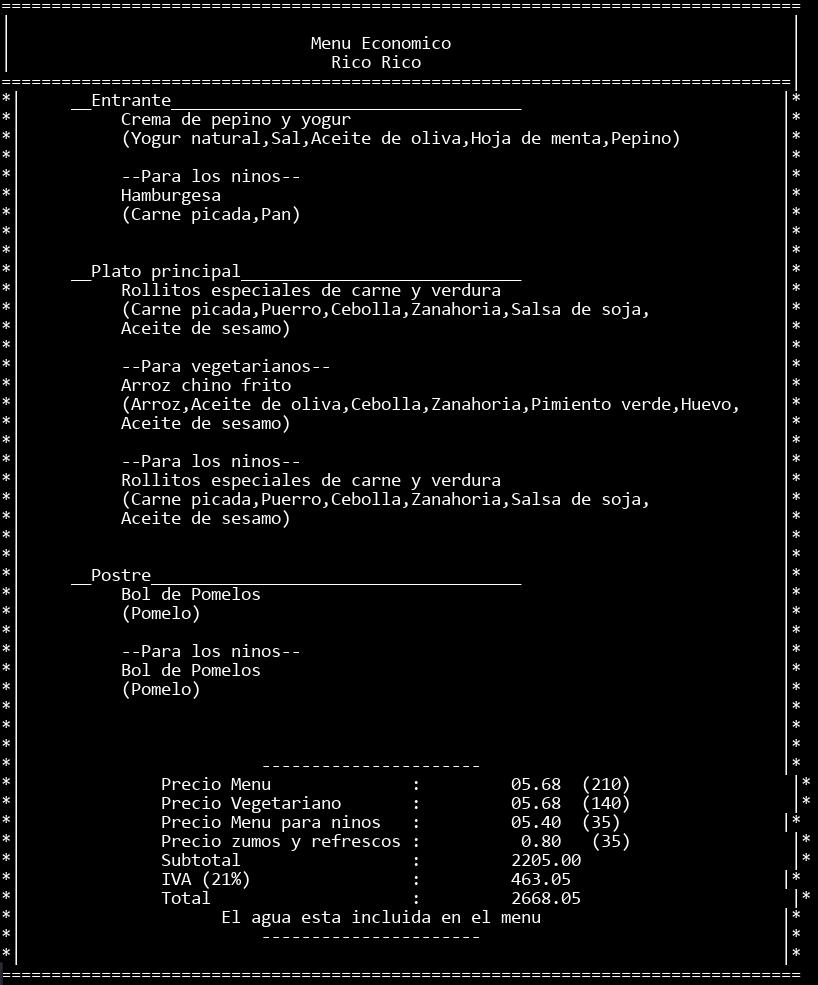 Menu Economico
Rico Rico
__Entrante___________________________________
Crema de pepino y yogur
(Yogur natural,Sal,Aceite de oliva,Hoja de menta,Pepino)
--Para los ninos--
Hamburgesa
(Carne picada,Pan)
__Plato principal____________________________
Rollitos especiales de carne y verdura
(Carne picada,Puerro,Cebolla,Zanahoria,Salsa de soja,
Aceite de sesamo)
--Para vegetarianos--
Arroz chino frito
(Arroz,Aceite de oliva,Cebolla,Zanahoria,Pimiento verde,Huevo,
Aceite de sesamo)
--Para los ninos--
Rollitos especiales de carne y verdura
(Carne picada,Puerro,Cebolla,Zanahoria,Salsa de soja,
Aceite de sesamo)
__Postre_____________________________________
Bol de Pomelos
(Pomelo)
--Para los ninos--
Bol de Pomelos
(Pomelo)
----------------------
Precio Menu : 05.68 (210)
Precio Vegetariano : 05.68 (140)
Precio Menu para ninos : 05.40 (35)
Precio zumos y refrescos : 0.80 (35)
Subtotal : 2205.00
IVA (21%) : 463.05
Total : 2668.05
El agua esta incluida en el menu
----------------------